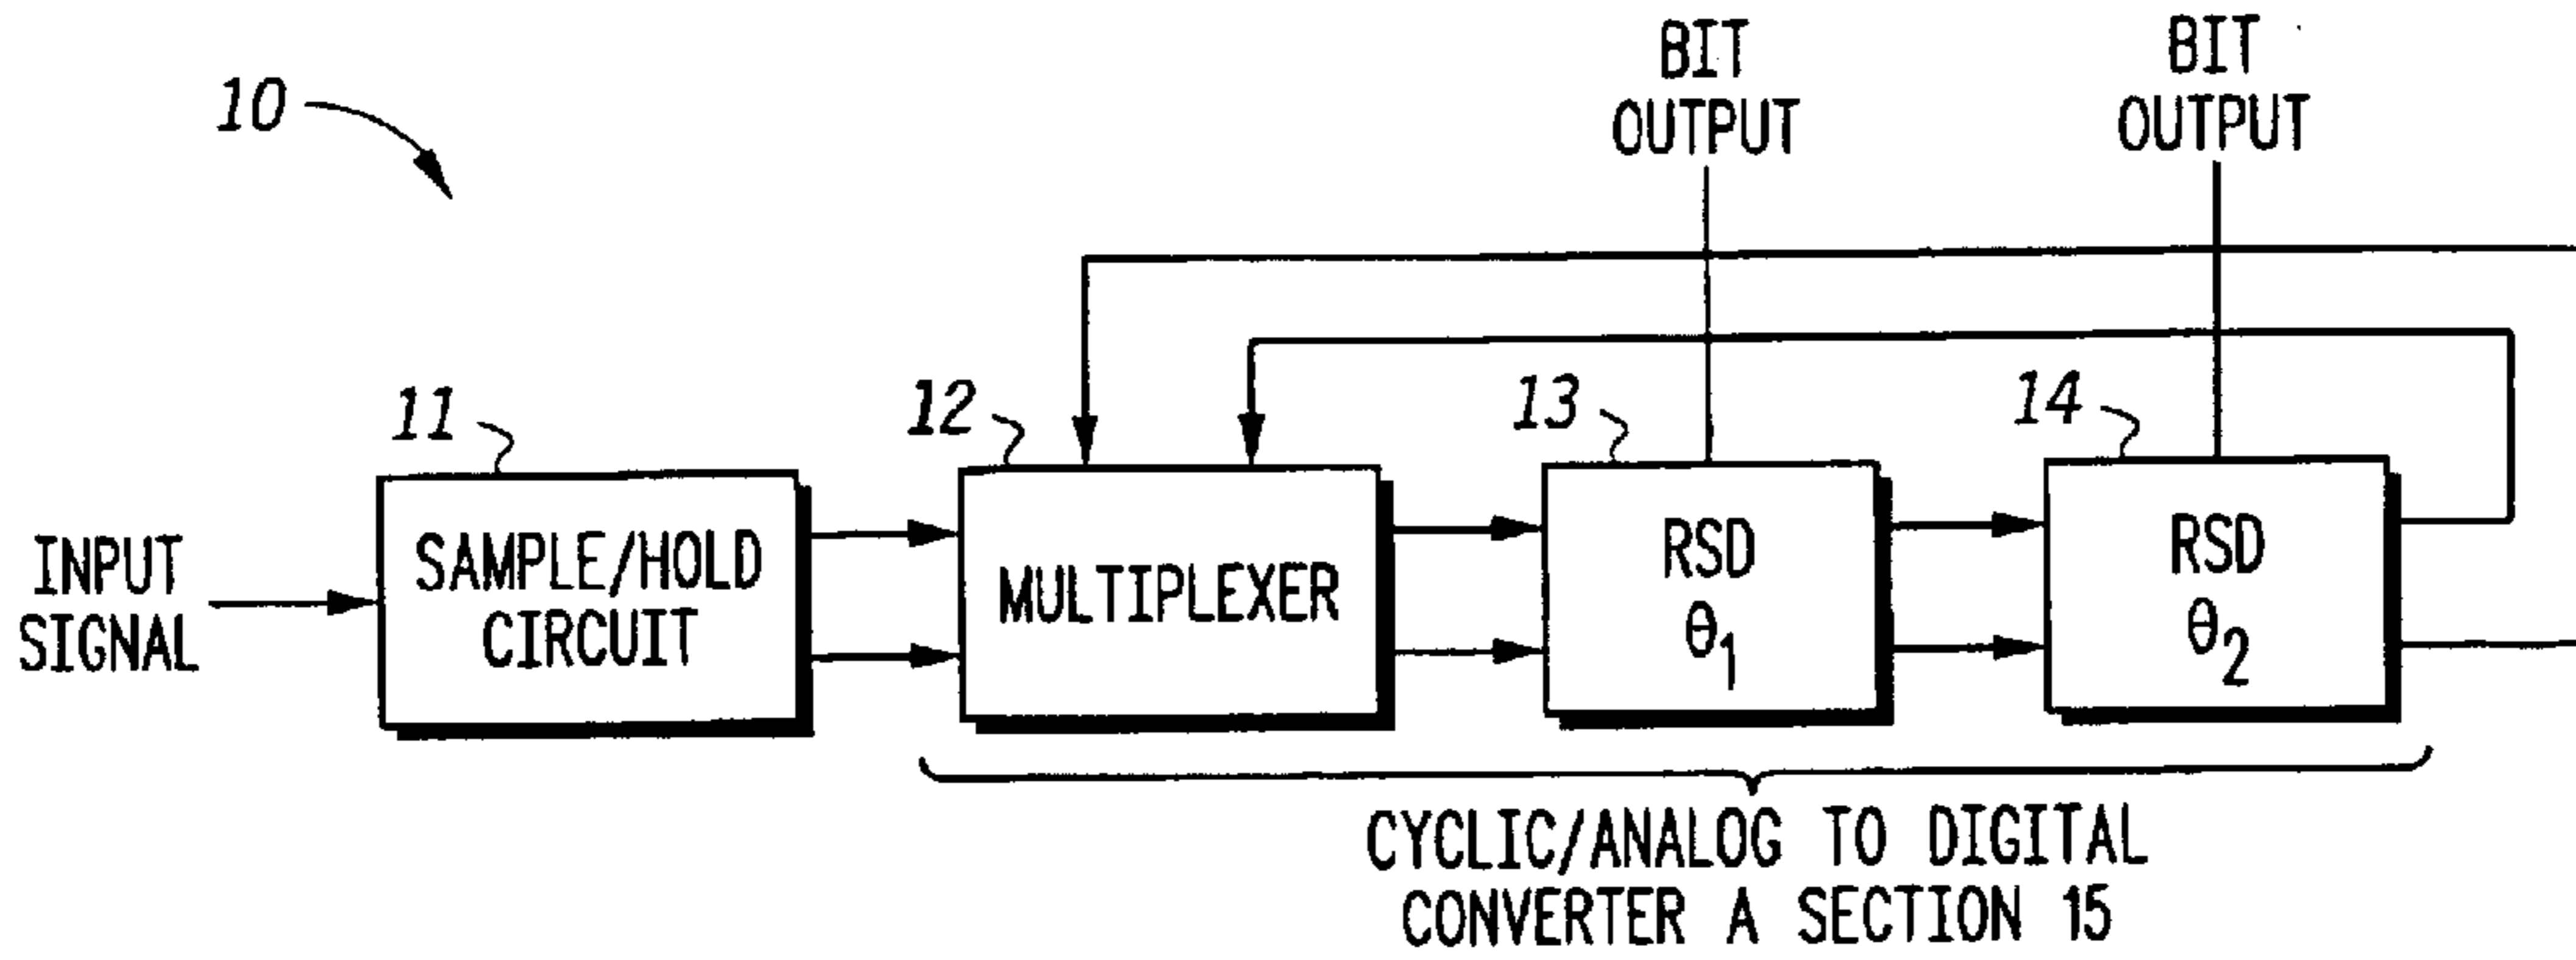 10
BIT
OUTPUT
BIT
OUTPUT
11
12
13
14
INPUT
SIGNAL
SAMPLE/HOLD
CIRCUIT
MULTIPLEXER
RSD
θ1
RSD
θ2
CYCLIC/ANALOG TO DIGITAL
CONVERTER A SECTION 15